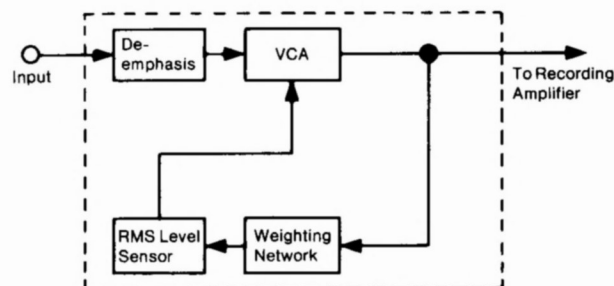 De-
emphasis
VCA
Input
To Recording
Amplifier
RMS Level
Sensor
Weighting
Network